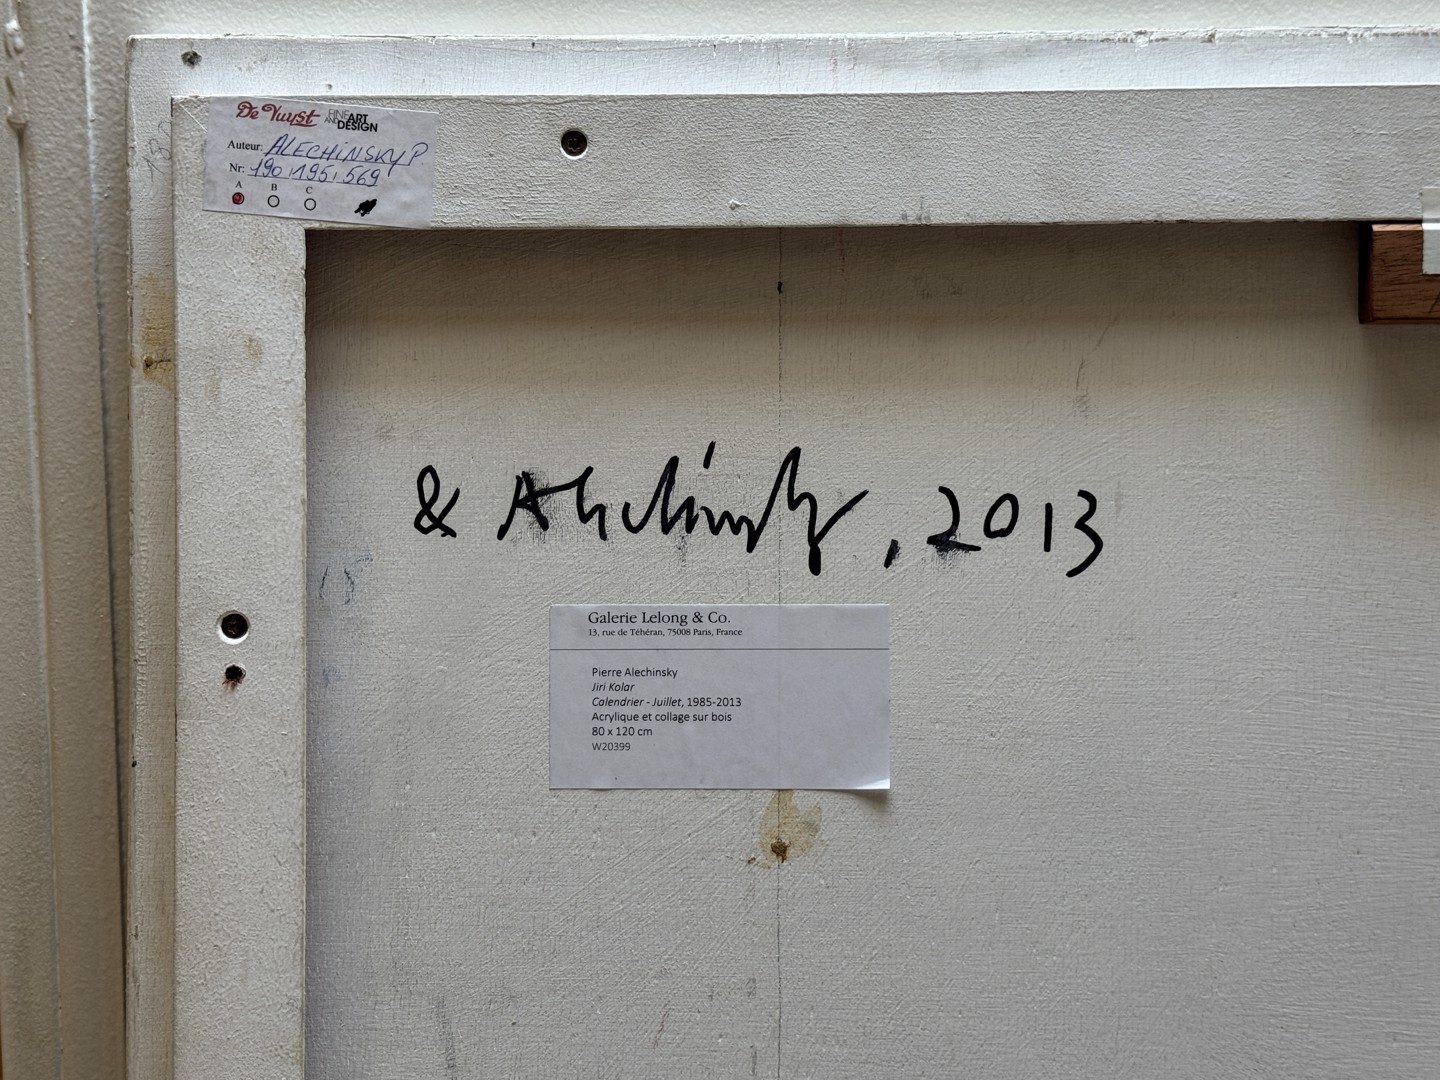 De Vuyst FINE AND ART DESIGN
Auteur: ALECHINSKY P
Nr: 190, 195, 569
A B C
& Alechinsky, 2013
15
Galerie Lelong & Co.
13, rue de Téhéran, 75008 Paris, France
Pierre Alechinsky
Jiri Kolar
Calendrier - Juillet, 1985-2013
Acrylique et collage sur bois
80 x 120 cm
W20399